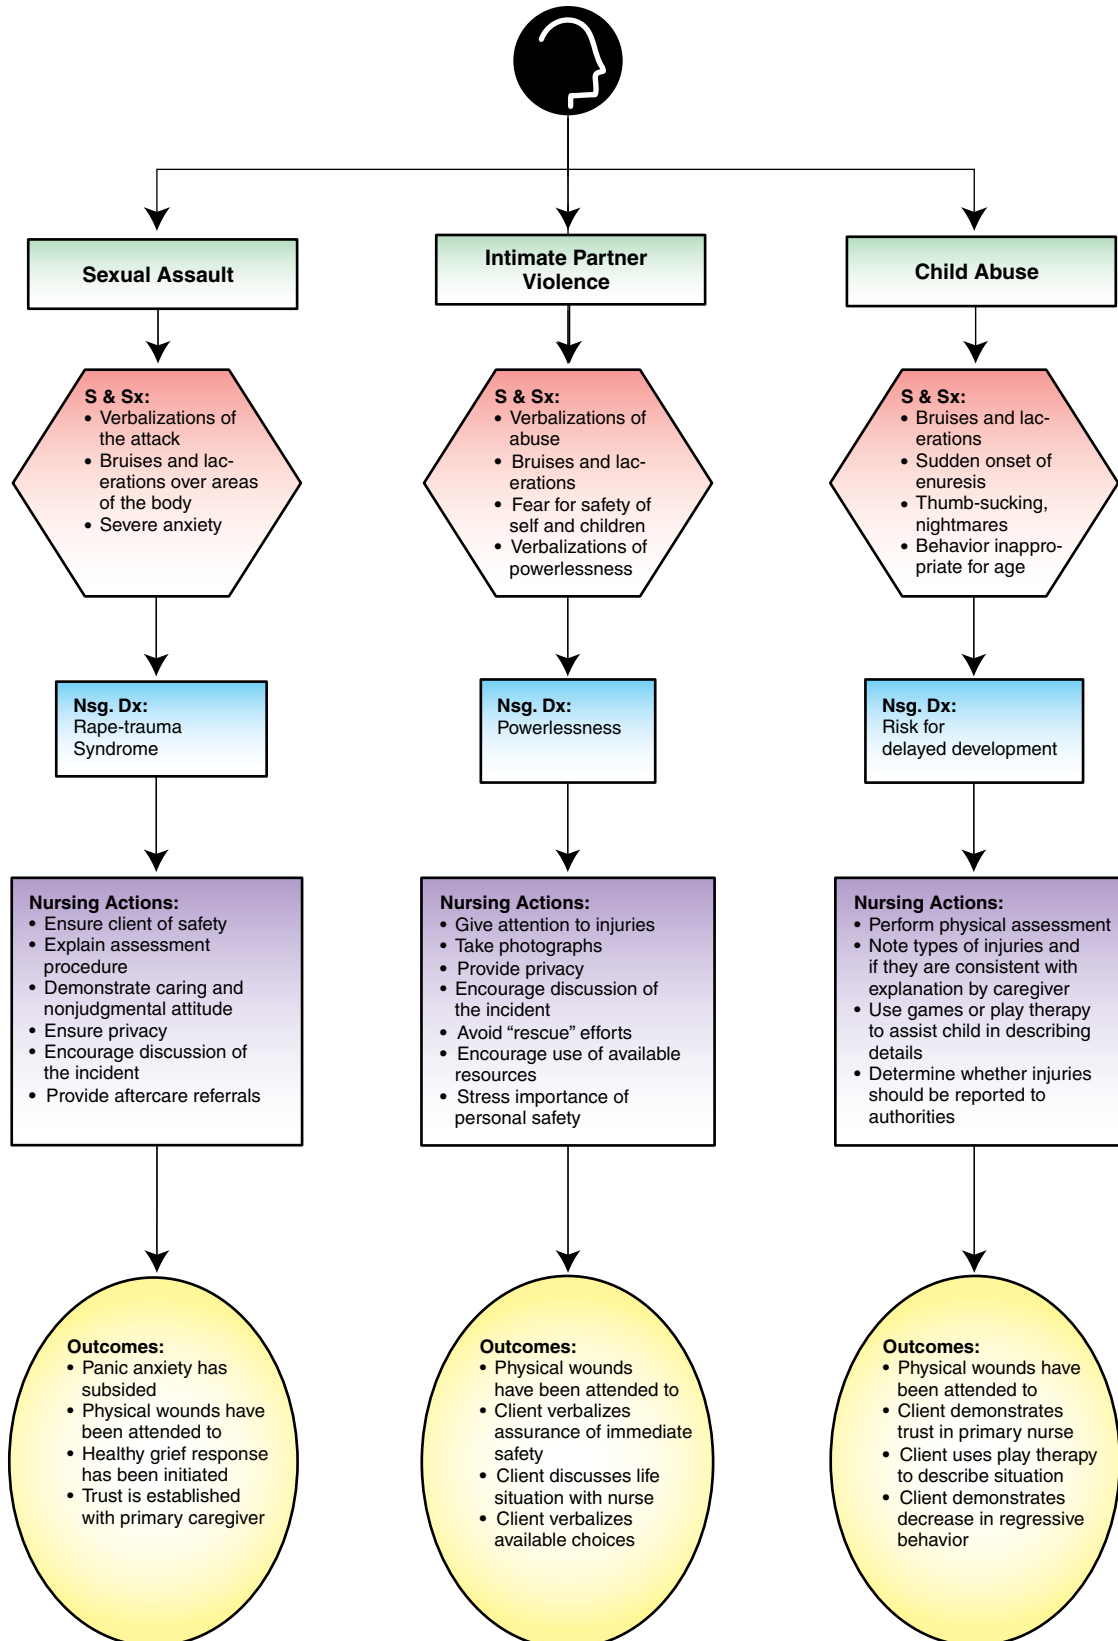 Sexual Assault
S & Sx:
• Verbalizations of
the attack
• Bruises and lac-
erations over areas
of the body
• Severe anxiety
Nsg. Dx:
Rape-trauma
Syndrome
Nursing Actions:
• Ensure client of safety
• Explain assessment
procedure
• Demonstrate caring and
nonjudgmental attitude
• Ensure privacy
• Encourage discussion of
the incident
• Provide aftercare referrals
Outcomes:
• Panic anxiety has
subsided
• Physical wounds have
been attended to
• Healthy grief response
has been initiated
• Trust is established
with primary caregiver
Intimate Partner
Violence
S & Sx:
• Verbalizations of
abuse
• Bruises and lac-
erations
• Fear for safety of
self and children
• Verbalizations of
powerlessness
Nsg. Dx:
Powerlessness
Nursing Actions:
• Give attention to injuries
• Take photographs
• Provide privacy
• Encourage discussion of
the incident
• Avoid “rescue” efforts
• Encourage use of available
resources
• Stress importance of
personal safety
Outcomes:
• Physical wounds
have been attended to
• Client verbalizes
assurance of immediate
safety
• Client discusses life
situation with nurse
• Client verbalizes
available choices
Child Abuse
S & Sx:
• Bruises and lac-
erations
• Sudden onset of
enuresis
• Thumb-sucking,
nightmares
• Behavior inappro-
priate for age
Nsg. Dx:
Risk for
delayed development
Nursing Actions:
• Perform physical assessment
• Note types of injuries and
if they are consistent with
explanation by caregiver
• Use games or play therapy
to assist child in describing
details
• Determine whether injuries
should be reported to
authorities
Outcomes:
• Physical wounds have
been attended to
• Client demonstrates
trust in primary nurse
• Client uses play therapy
to describe situation
• Client demonstrates
decrease in regressive
behavior